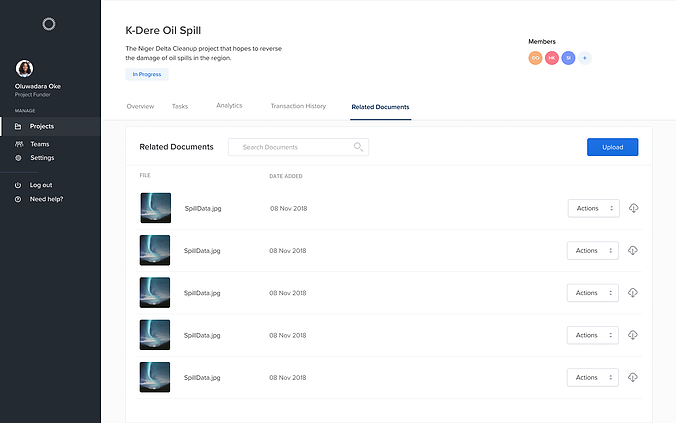 Oluwadara Oke
Project Funder
MANAGE
Projects
Teams
Settings
Log out
Need help?
K-Dere Oil Spill
The Niger Delta Cleanup project that hopes to reverse
the damage of oil spills in the region.
In Progress
Members
HK
SI
+
Overview
Tasks
Analytics
Transaction History
Related Documents
Related Documents
Search Documents
Upload
FILE
DATE ADDED
SpillData.jpg
08 Nov 2018
Actions
SpillData.jpg
08 Nov 2018
Actions
SpillData.jpg
08 Nov 2018
Actions
SpillData.jpg
08 Nov 2018
Actions
SpillData.jpg
08 Nov 2018
Actions